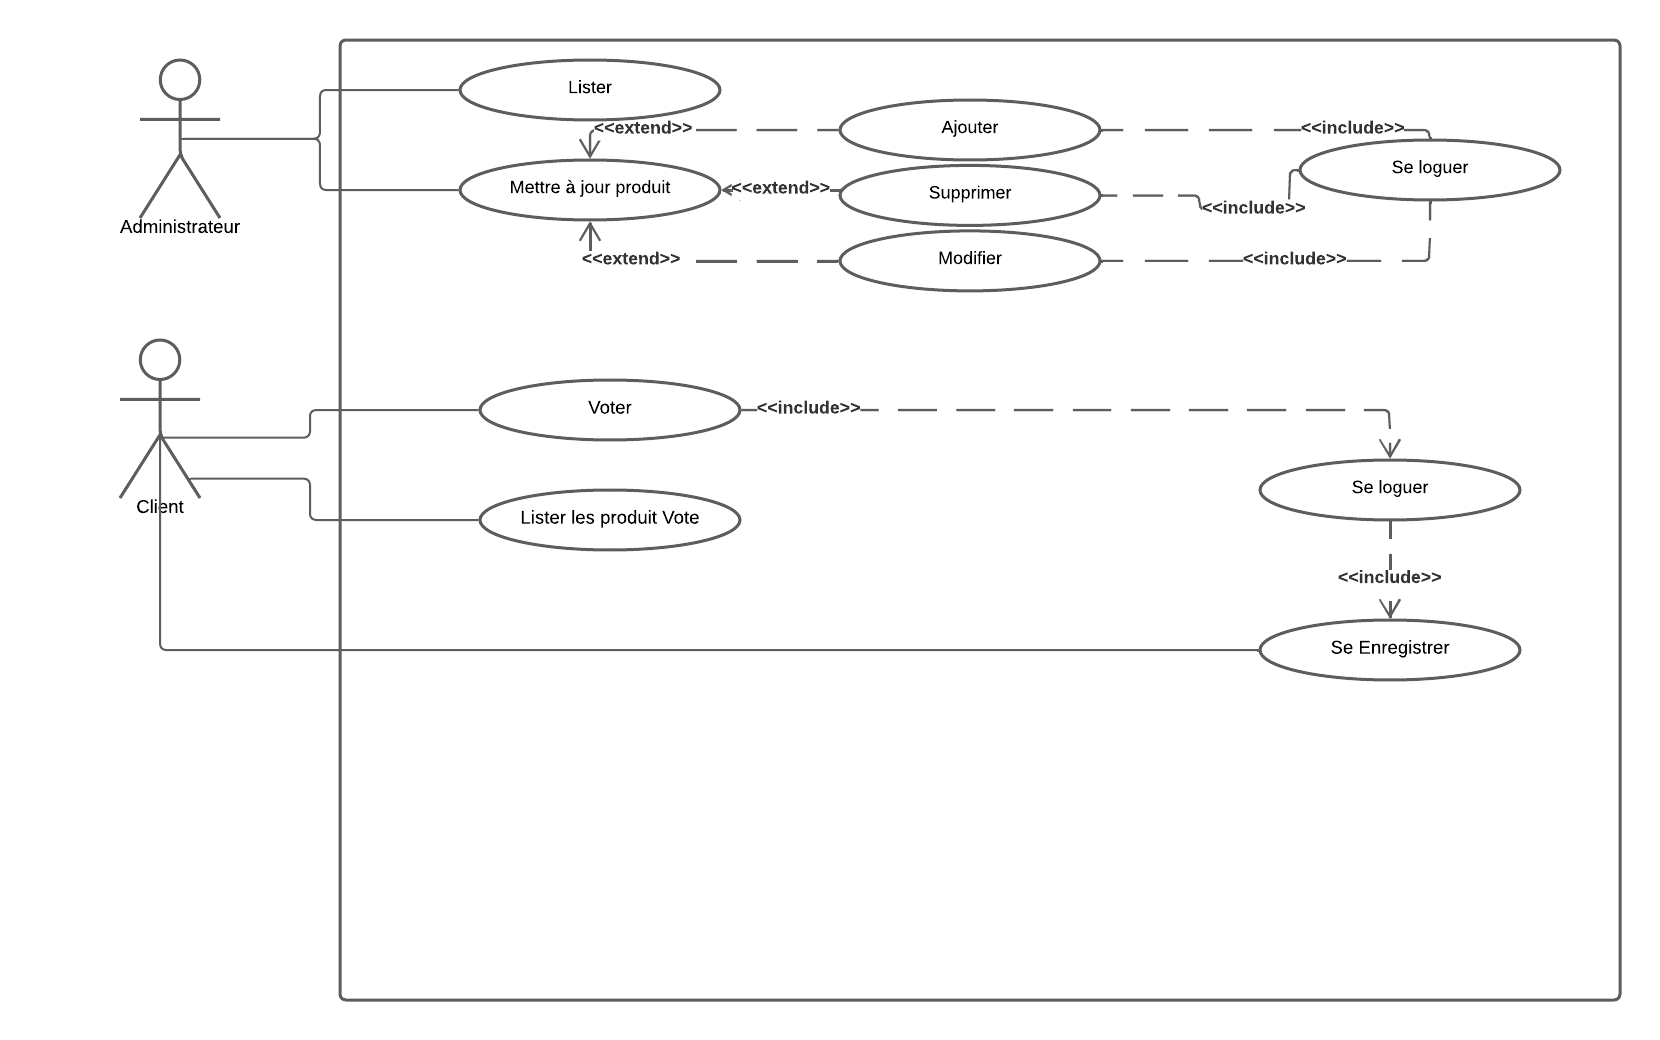 Lister
<<extend>>
Ajouter
<<include>>
Se loguer
Mettre à jour produit
<<extend>>
Supprimer
<<include>>
Administrateur
<<extend>>
Modifier
<<include>>
Voter
<<include>>
Se loguer
Client
Lister les produit Vote
<<include>>
Se Enregistrer